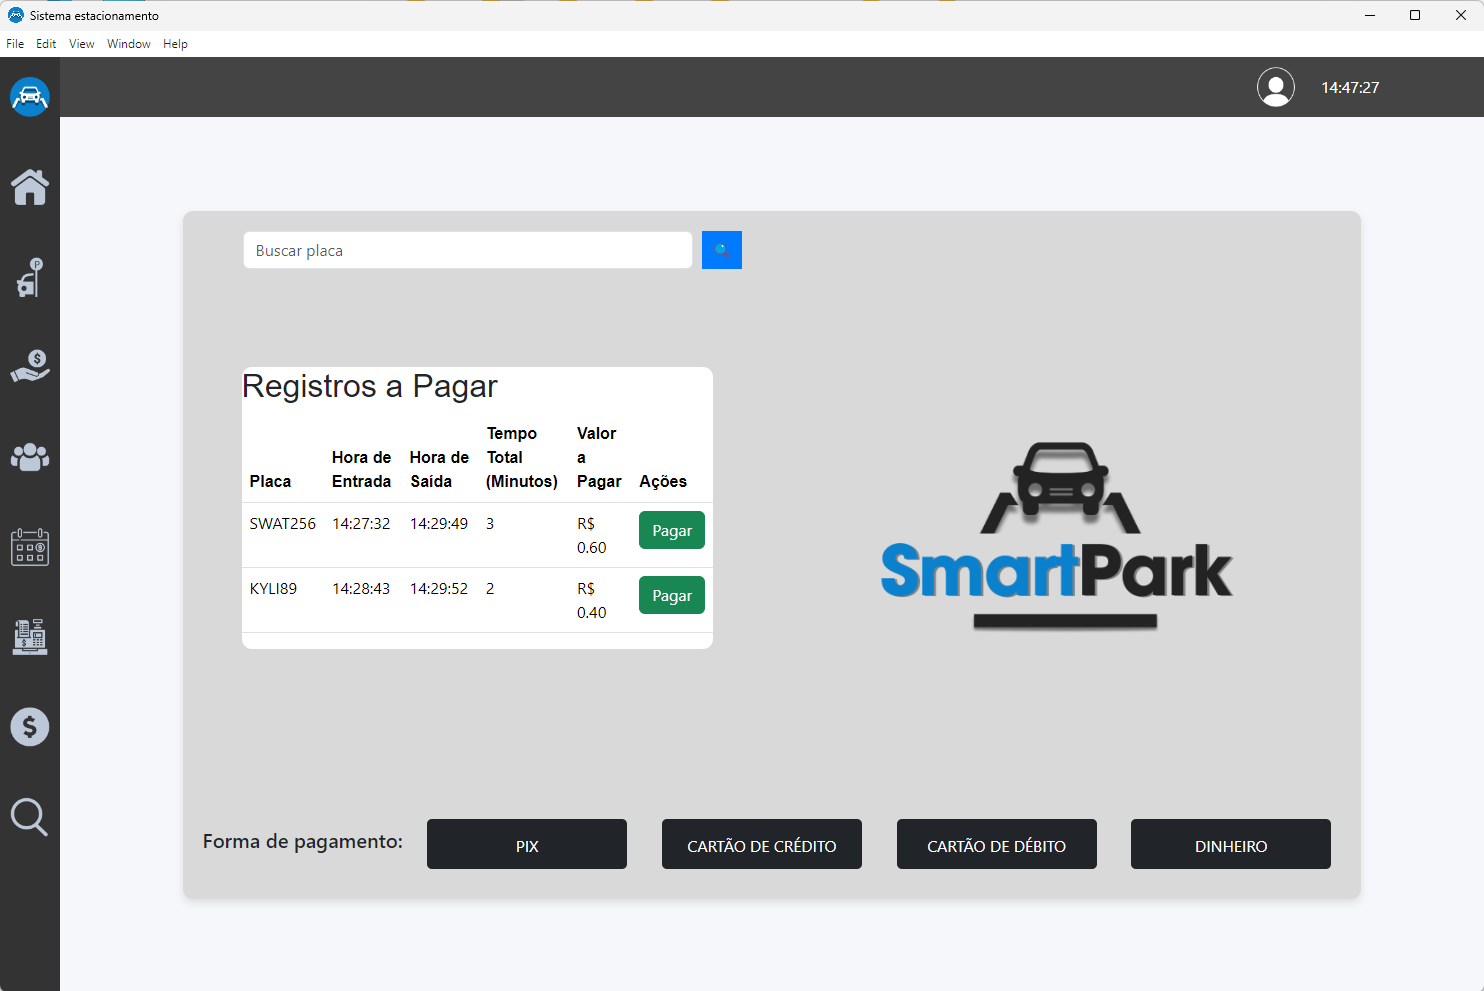 Sistema estacionamento
File Edit View Window Help
14:47:27
Buscar placa
Registros a Pagar
Placa Hora de Entrada Hora de Saída Tempo Total (Minutos) Valor a Pagar Ações
SWAT256 14:27:32 14:29:49 3 R$ 0.60 Pagar
KYLI89 14:28:43 14:29:52 2 R$ 0.40 Pagar
SmartPark
Forma de pagamento: PIX CARTÃO DE CRÉDITO CARTÃO DE DÉBITO DINHEIRO